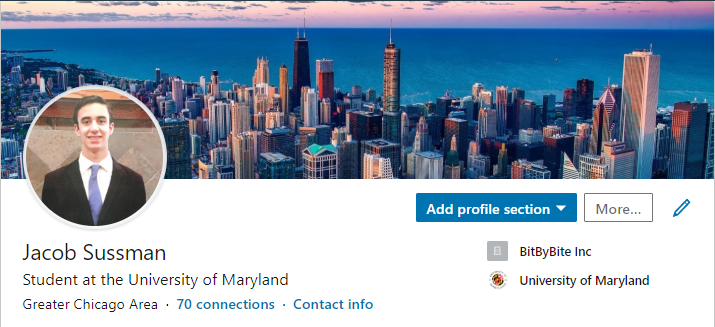 Add profile section More...
Jacob Sussman
BitByBite Inc
Student at the University of Maryland
University of Maryland
Greater Chicago Area · 70 connections · Contact info